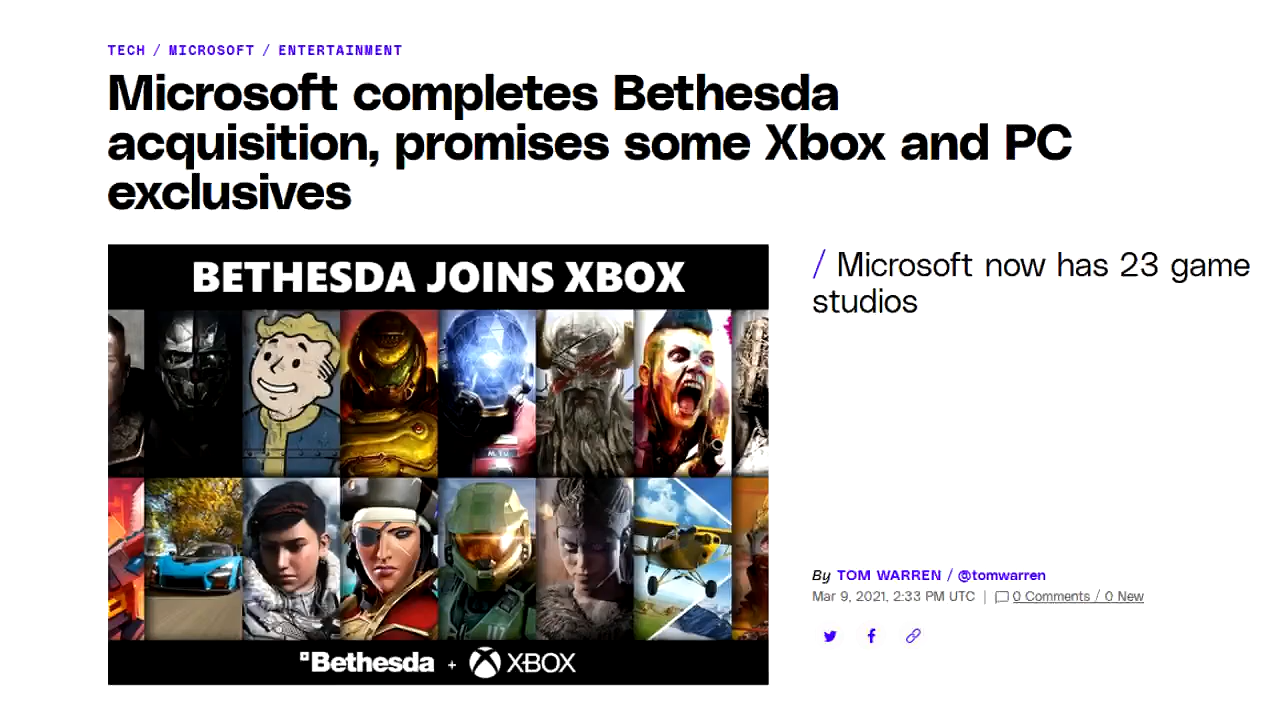 TECH / MICROSOFT / ENTERTAINMENT
Microsoft completes Bethesda
acquisition, promises some Xbox and PC
exclusives
BETHESDA JOINS XBOX
/ Microsoft now has 23 game
studios
M. YU
117
Bethesda + XBOX
By TOM WARREN / @tomwarren
Mar 9, 2021, 2:33 PM UTC | 0 Comments / 0 New